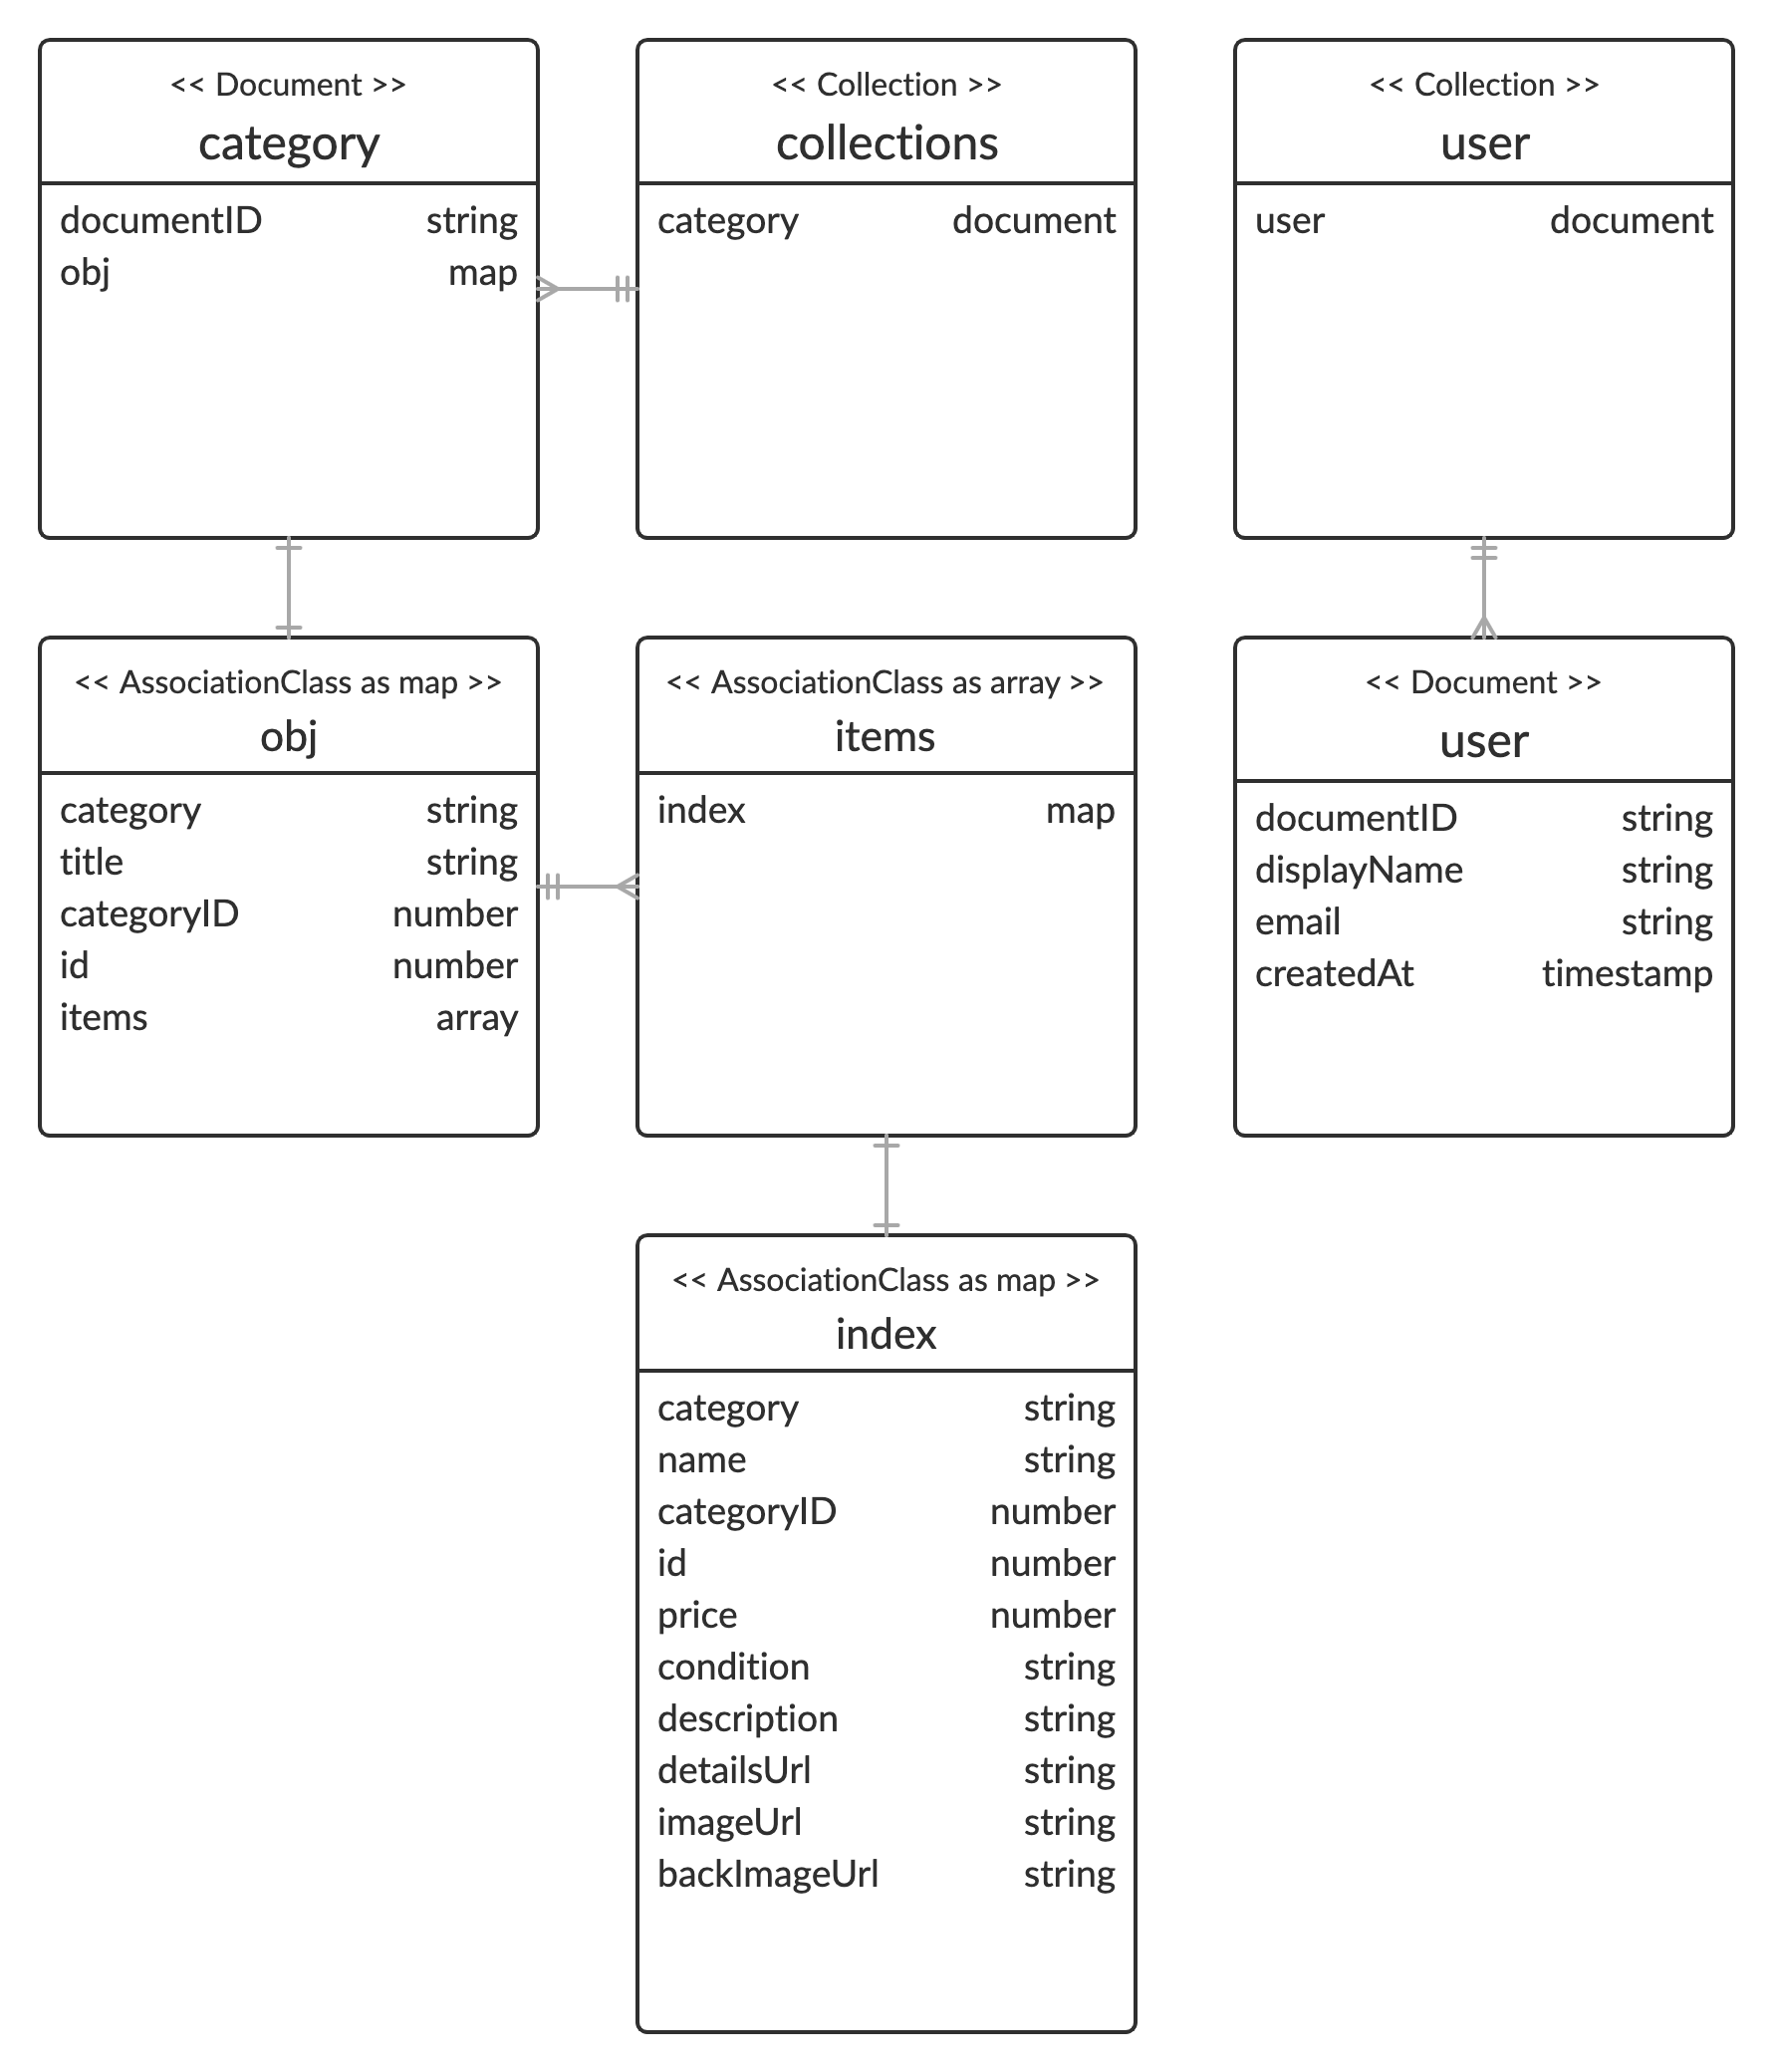 << Document >>
category
documentID string
obj map
<< Collection >>
collections
category document
<< Collection >>
user
user document
<< AssociationClass as map >>
obj
category string
title string
categoryID number
id number
items array
<< AssociationClass as array >>
items
index map
<< Document >>
user
documentID string
displayName string
email string
createdAt timestamp
<< AssociationClass as map >>
index
category string
name string
categoryID number
id number
price number
condition string
description string
detailsUrl string
imageUrl string
backImageUrl string